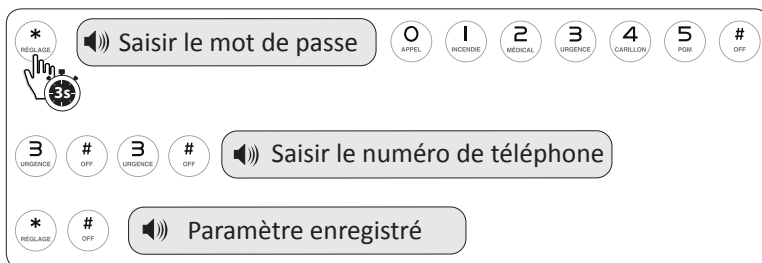 * RÉGLAGE Saisir le mot de passe 0 APPEL 1 INCENDIE 2 MÉDICAL 3 URGENCE 4 CARILLON 5 PGM # OFF
3s
3 URGENCE # OFF 3 URGENCE # OFF Saisir le numéro de téléphone
* RÉGLAGE # OFF Paramètre enregistré